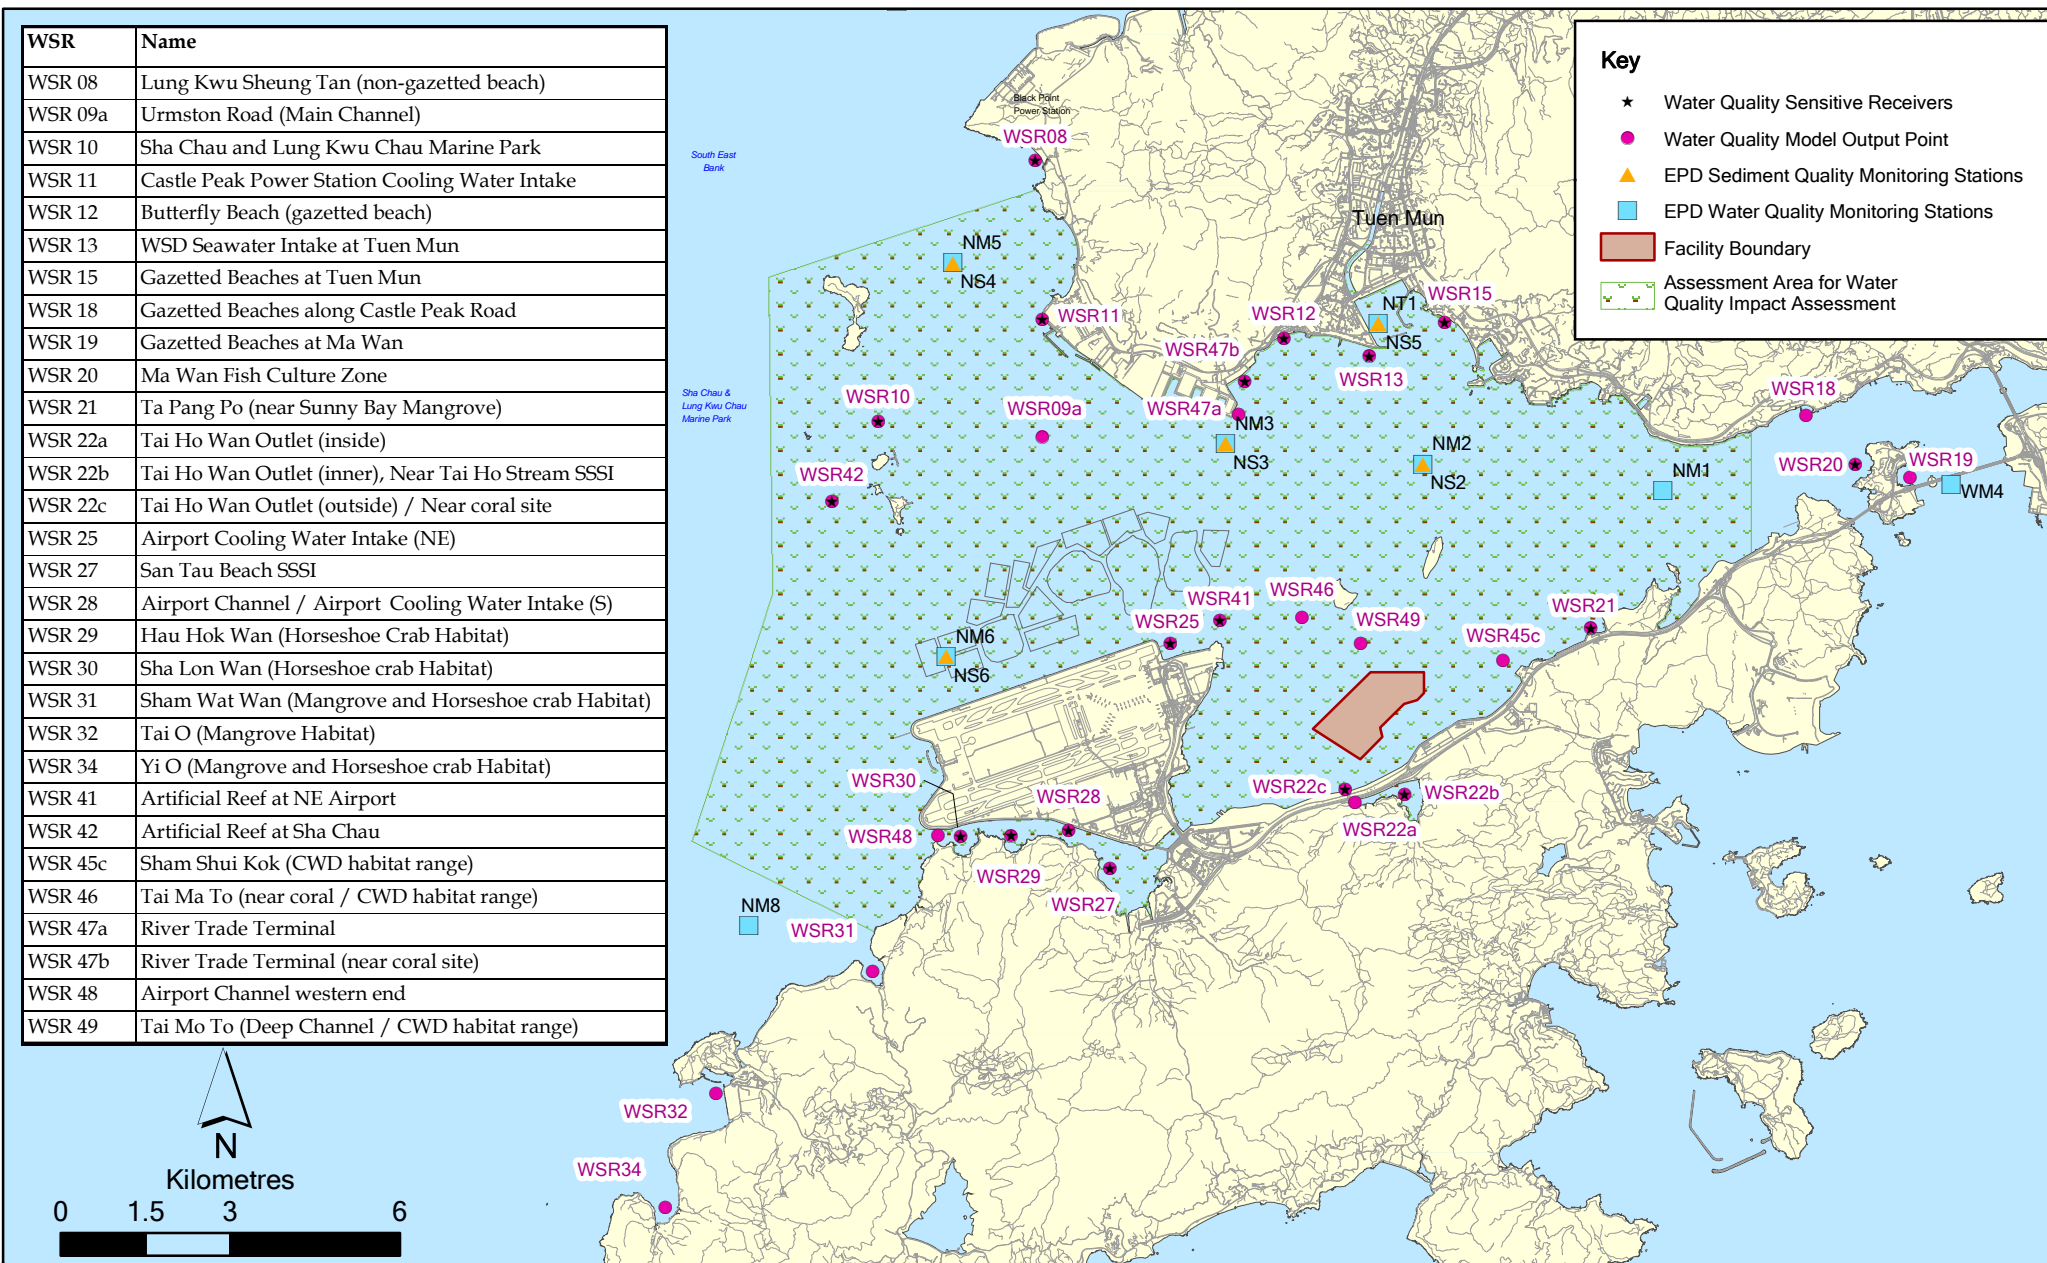 WSR Name
WSR 08 Lung Kwu Sheung Tan (non-gazetted beach)
WSR 09a Urmston Road (Main Channel)
WSR 10 Sha Chau and Lung Kwu Chau Marine Park
WSR 11 Castle Peak Power Station Cooling Water Intake
WSR 12 Butterfly Beach (gazetted beach)
WSR 13 WSD Seawater Intake at Tuen Mun
WSR 15 Gazetted Beaches at Tuen Mun
WSR 18 Gazetted Beaches along Castle Peak Road
WSR 19 Gazetted Beaches at Ma Wan
WSR 20 Ma Wan Fish Culture Zone
WSR 21 Ta Pang Po (near Sunny Bay Mangrove)
WSR 22a Tai Ho Wan Outlet (inside)
WSR 22b Tai Ho Wan Outlet (inner), Near Tai Ho Stream SSSI
WSR 22c Tai Ho Wan Outlet (outside) / Near coral site
WSR 25 Airport Cooling Water Intake (NE)
WSR 27 San Tau Beach SSSI
WSR 28 Airport Channel / Airport Cooling Water Intake (S)
WSR 29 Hau Hok Wan (Horseshoe Crab Habitat)
WSR 30 Sha Lon Wan (Horseshoe crab Habitat)
WSR 31 Sham Wat Wan (Mangrove and Horseshoe crab Habitat)
WSR 32 Tai O (Mangrove Habitat)
WSR 34 Yi O (Mangrove and Horseshoe crab Habitat)
WSR 41 Artificial Reef at NE Airport
WSR 42 Artificial Reef at Sha Chau
WSR 45c Sham Shui Kok (CWD habitat range)
WSR 46 Tai Ma To (near coral / CWD habitat range)
WSR 47a River Trade Terminal
WSR 47b River Trade Terminal (near coral site)
WSR 48 Airport Channel western end
WSR 49 Tai Mo To (Deep Channel / CWD habitat range)
N
Kilometres
0 1.5 3 6
Key
Water Quality Sensitive Receivers
Water Quality Model Output Point
EPD Sediment Quality Monitoring Stations
EPD Water Quality Monitoring Stations
Facility Boundary
Assessment Area for Water
Quality Impact Assessment
Black Point
Power Station
WSR08
South East
Bank
Tuen Mun
NM5
NS4
WSR11
WSR12
NT1
WSR15
NS5
WSR47b
WSR13
Sha Chau &
Lung Kwu Chau
Marine Park
WSR10
WSR09a
WSR47a
NM3
NS3
NM2
NS2
WSR18
WSR20
WSR19
NM1
WM4
WSR42
WSR41
WSR46
WSR21
WSR25
WSR49
WSR45c
NM6
NS6
WSR30
WSR28
WSR22c
WSR22b
WSR22a
WSR48
WSR29
WSR27
NM8
WSR31
WSR32
WSR34